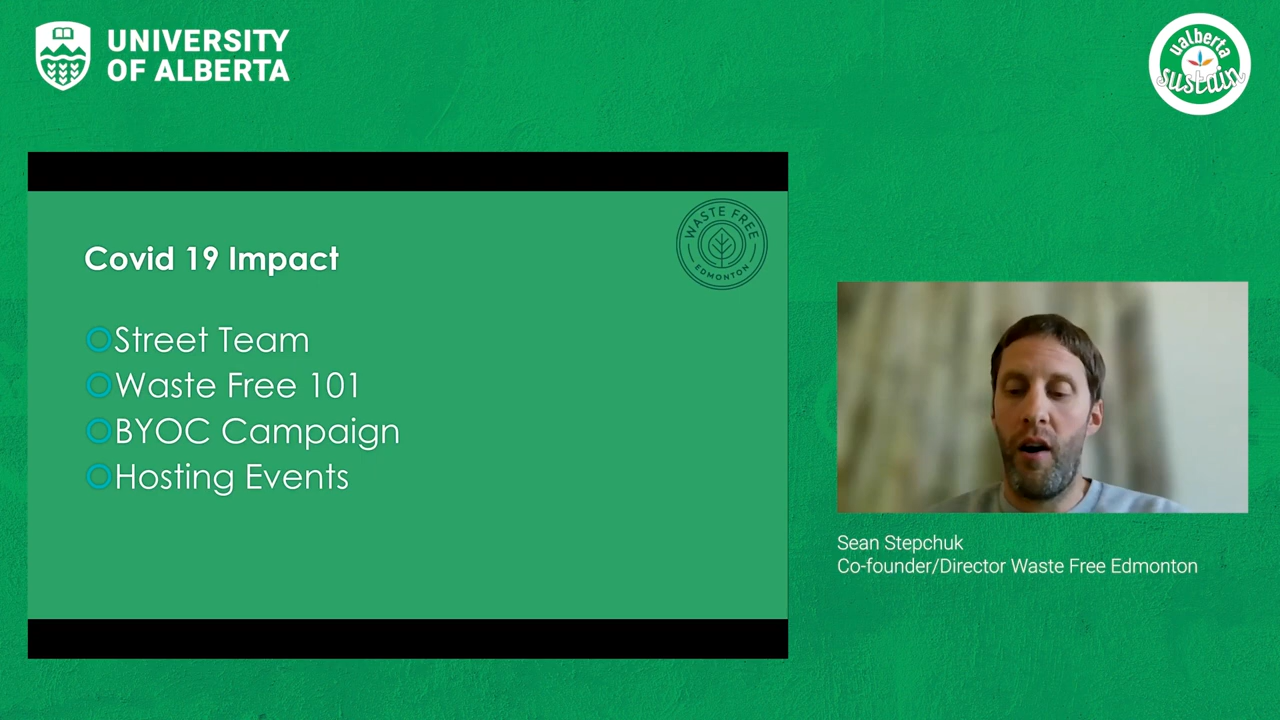 UNIVERSITY
OF ALBERTA
ualberta
sustain
WASTE FREE
EDMONTON
Covid 19 Impact
Street Team
Waste Free 101
BYOC Campaign
Hosting Events
Sean Stepchuk
Co-founder/Director Waste Free Edmonton